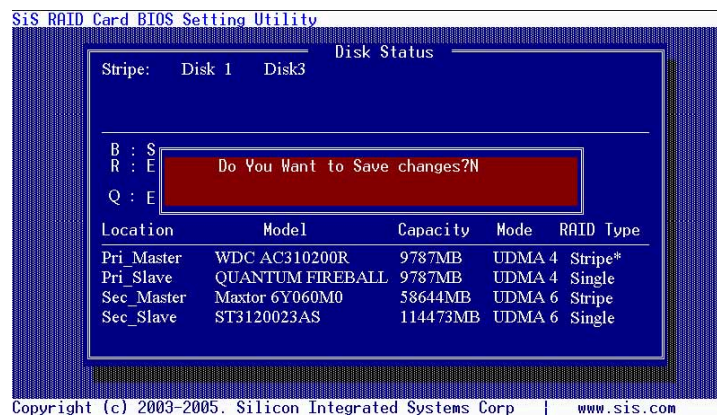 SiS RAID Card BIOS Setting Utility
Disk Status
Stripe: Disk 1 Disk3
B : S
R : E
Do You Want to Save changes?N
Q : E
Location Model Capacity Mode RAID Type
Pri_Master WDC AC310200R 9787MB UDMA 4 Stripe*
Pri_Slave QUANTUM FIREBALL 9787MB UDMA 4 Single
Sec_Master Maxtor 6Y060M0 58644MB UDMA 6 Stripe
Sec_Slave ST3120023AS 114473MB UDMA 6 Single
Copyright (c) 2003-2005. Silicon Integrated Systems Corp | www.sis.com